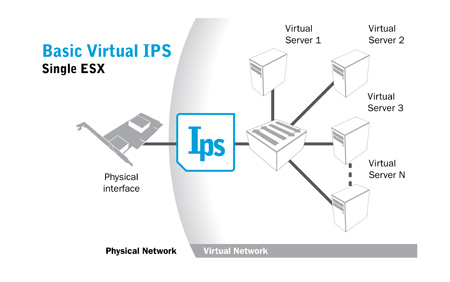 Basic Virtual IPS
Single ESX
Virtual
Server 1
Virtual
Server 2
Virtual
Server 3
Virtual
Server N
Ips
Physical
interface
Physical Network
Virtual Network